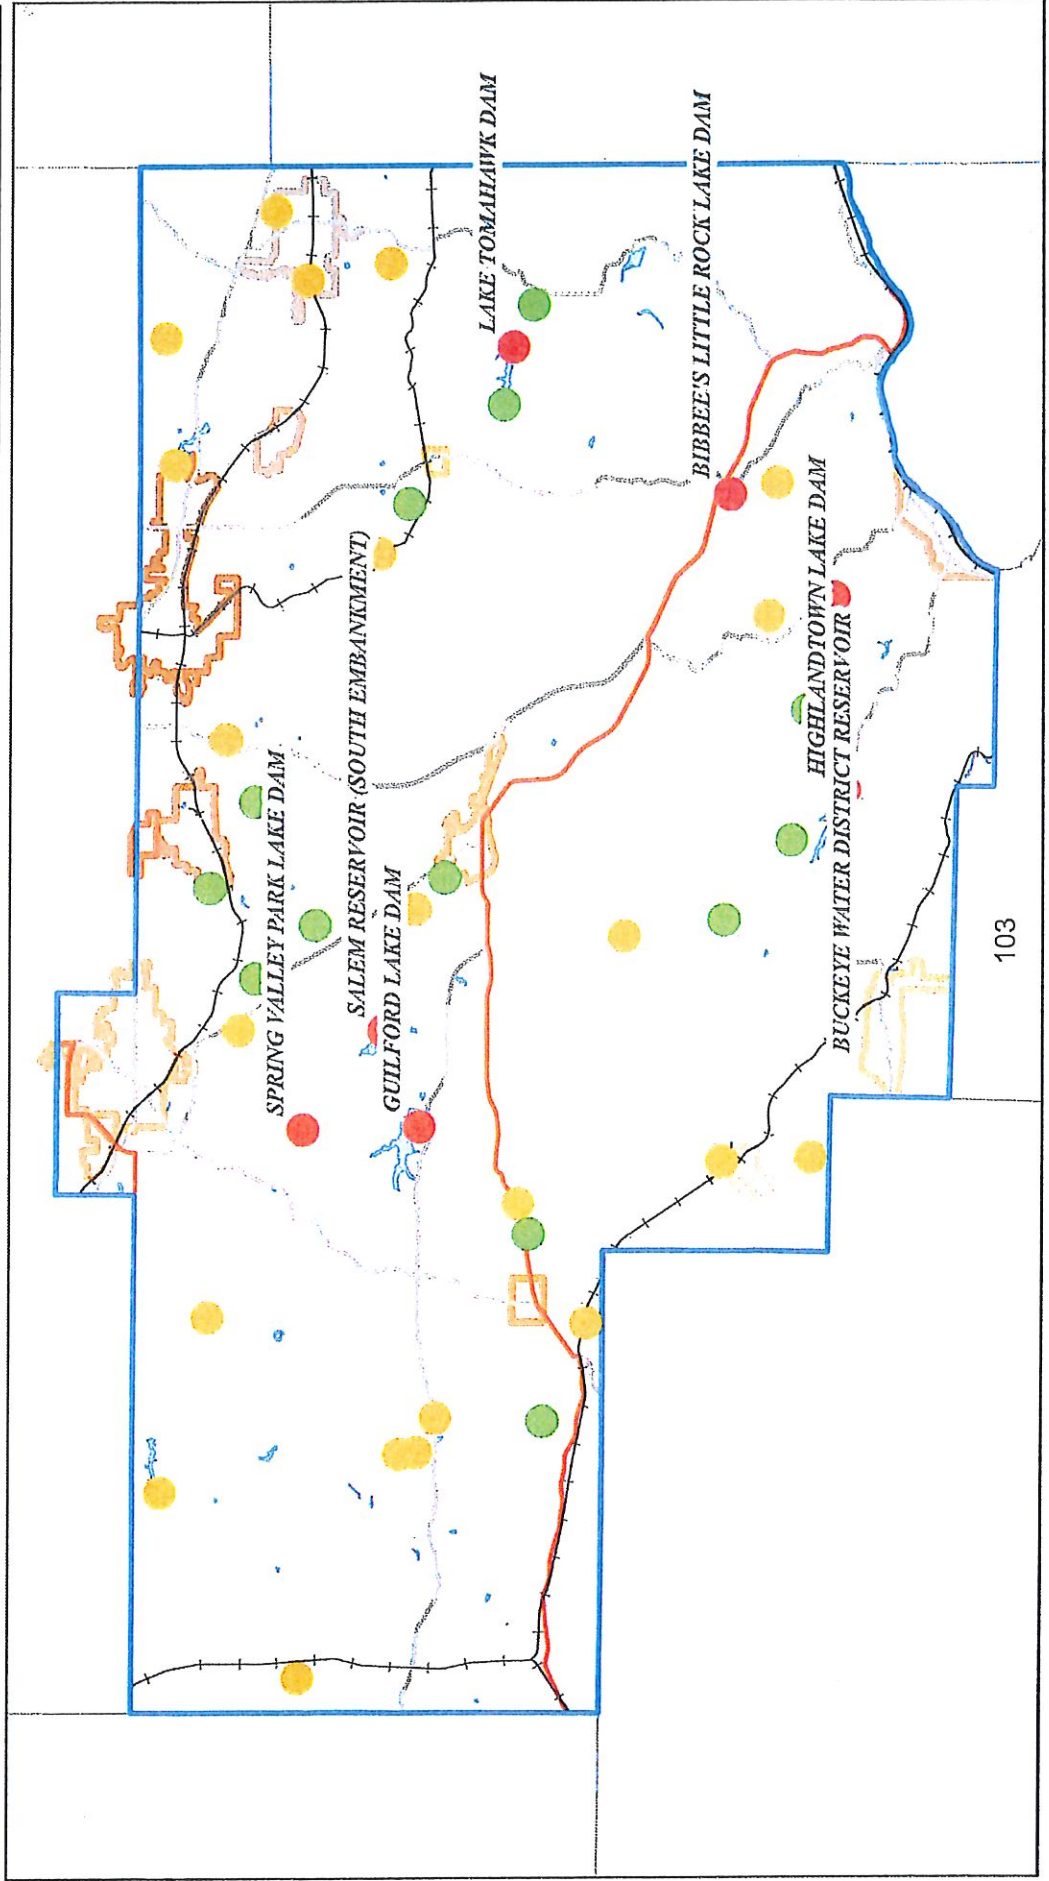 LAKE TOMAHAWK DAM
BIBBEE'S LITTLE ROCK LAKE DAM
SPRING VALLEY PARK LAKE DAM
SALEM RESERVOIR (SOUTH EMBANKMENT)
GUILFORD LAKE DAM
HIGHLANDTOWN LAKE DAM
BUCKEYE WATER DISTRICT RESERVOIR
103